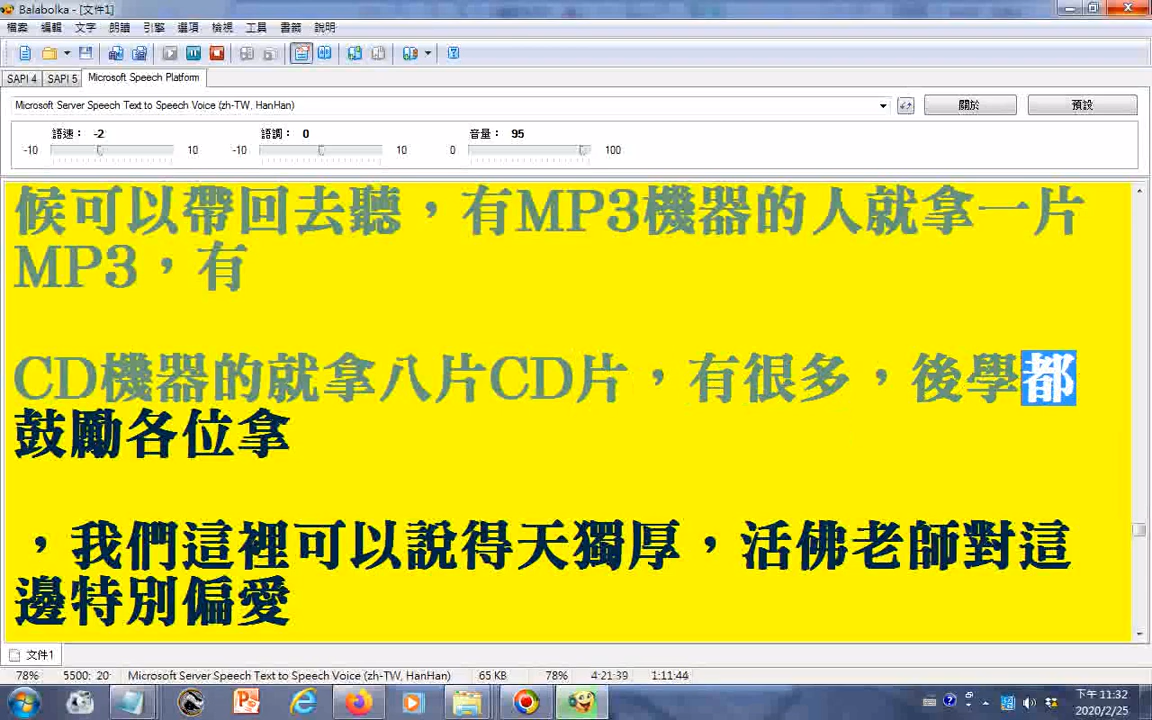 Balabolka - [文件1]
檔案 編輯 文字 朗讀 引擎 選項 檢視 工具 書籤 說明
SAPI 4 SAPI 5 Microsoft Speech Platform
Microsoft Server Speech Text to Speech Voice (zh-TW, HanHan) 關於 預設
語速： -2 語調： 0 音量： 95
-10 10 -10 10 0 100
候可以帶回去聽，有MP3機器的人就拿一片
MP3，有
CD機器的就拿八片CD片，有很多，後學都
鼓勵各位拿
，我們這裡可以說得天獨厚，活佛老師對這
邊特別偏愛
文件1
78% 5500: 20 Microsoft Server Speech Text to Speech Voice (zh-TW, HanHan) 65 KB 78% 4:21:39 1:11:44
下午 11:32
2020/2/25